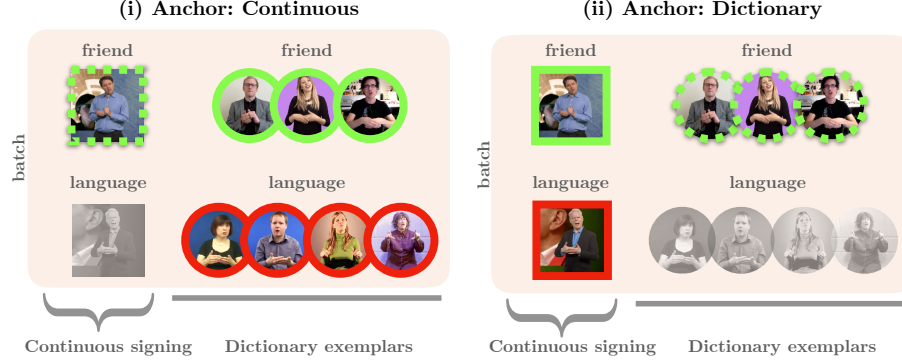 (i) Anchor: Continuous
friend
friend
batch
language
language
Continuous signing
Dictionary exemplars
(ii) Anchor: Dictionary
friend
friend
batch
language
language
Continuous signing
Dictionary exemplars